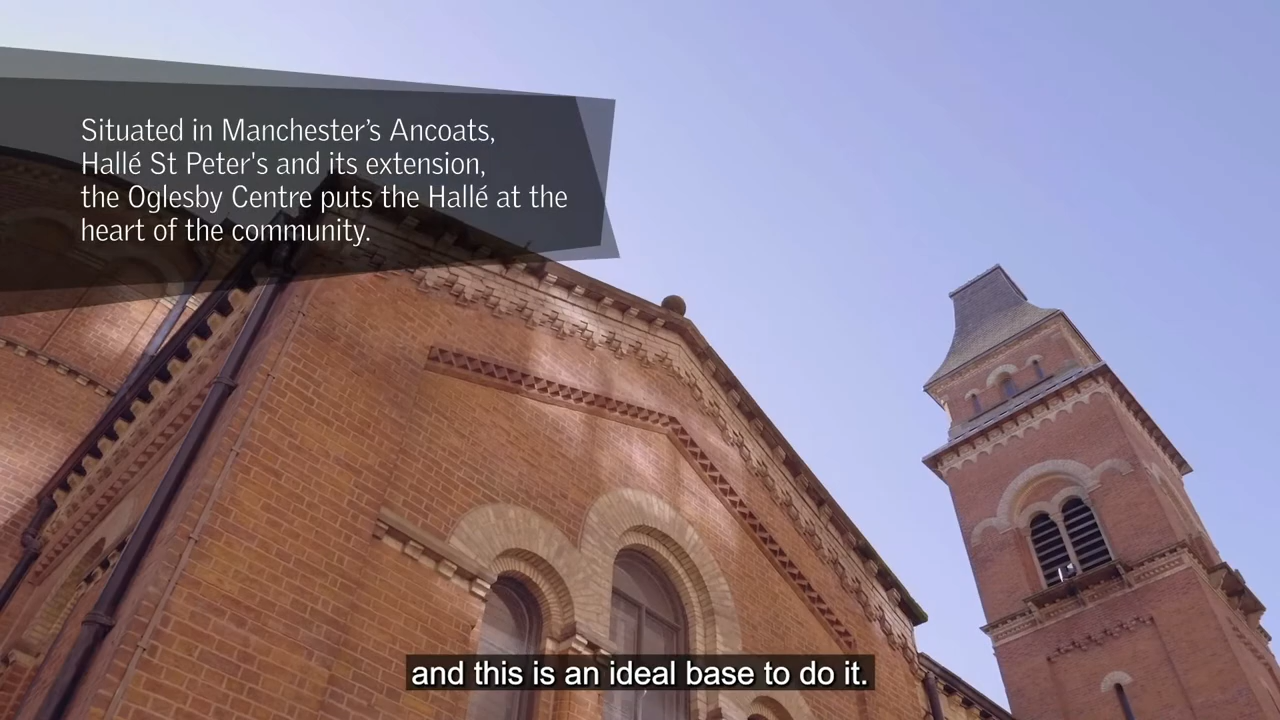 Situated in Manchester’s Ancoats,
Hallé St Peter's and its extension,
the Oglesby Centre puts the Hallé at the
heart of the community.
and this is an ideal base to do it.